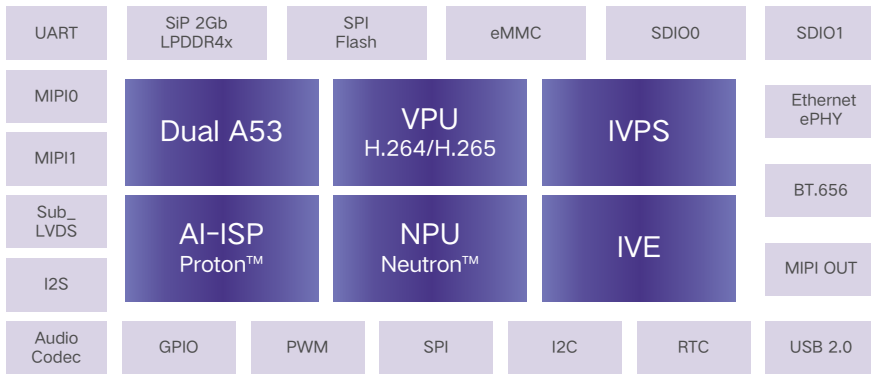 UART
SiP 2Gb
LPDDR4x
SPI
Flash
eMMC
SDIO0
SDIO1
MIPI0
MIPI1
Sub_
LVDS
I2S
Dual A53
VPU
H.264/H.265
IVPS
AI-ISP
Proton™
NPU
Neutron™
IVE
Ethernet
ePHY
BT.656
MIPI OUT
Audio
Codec
GPIO
PWM
SPI
I2C
RTC
USB 2.0